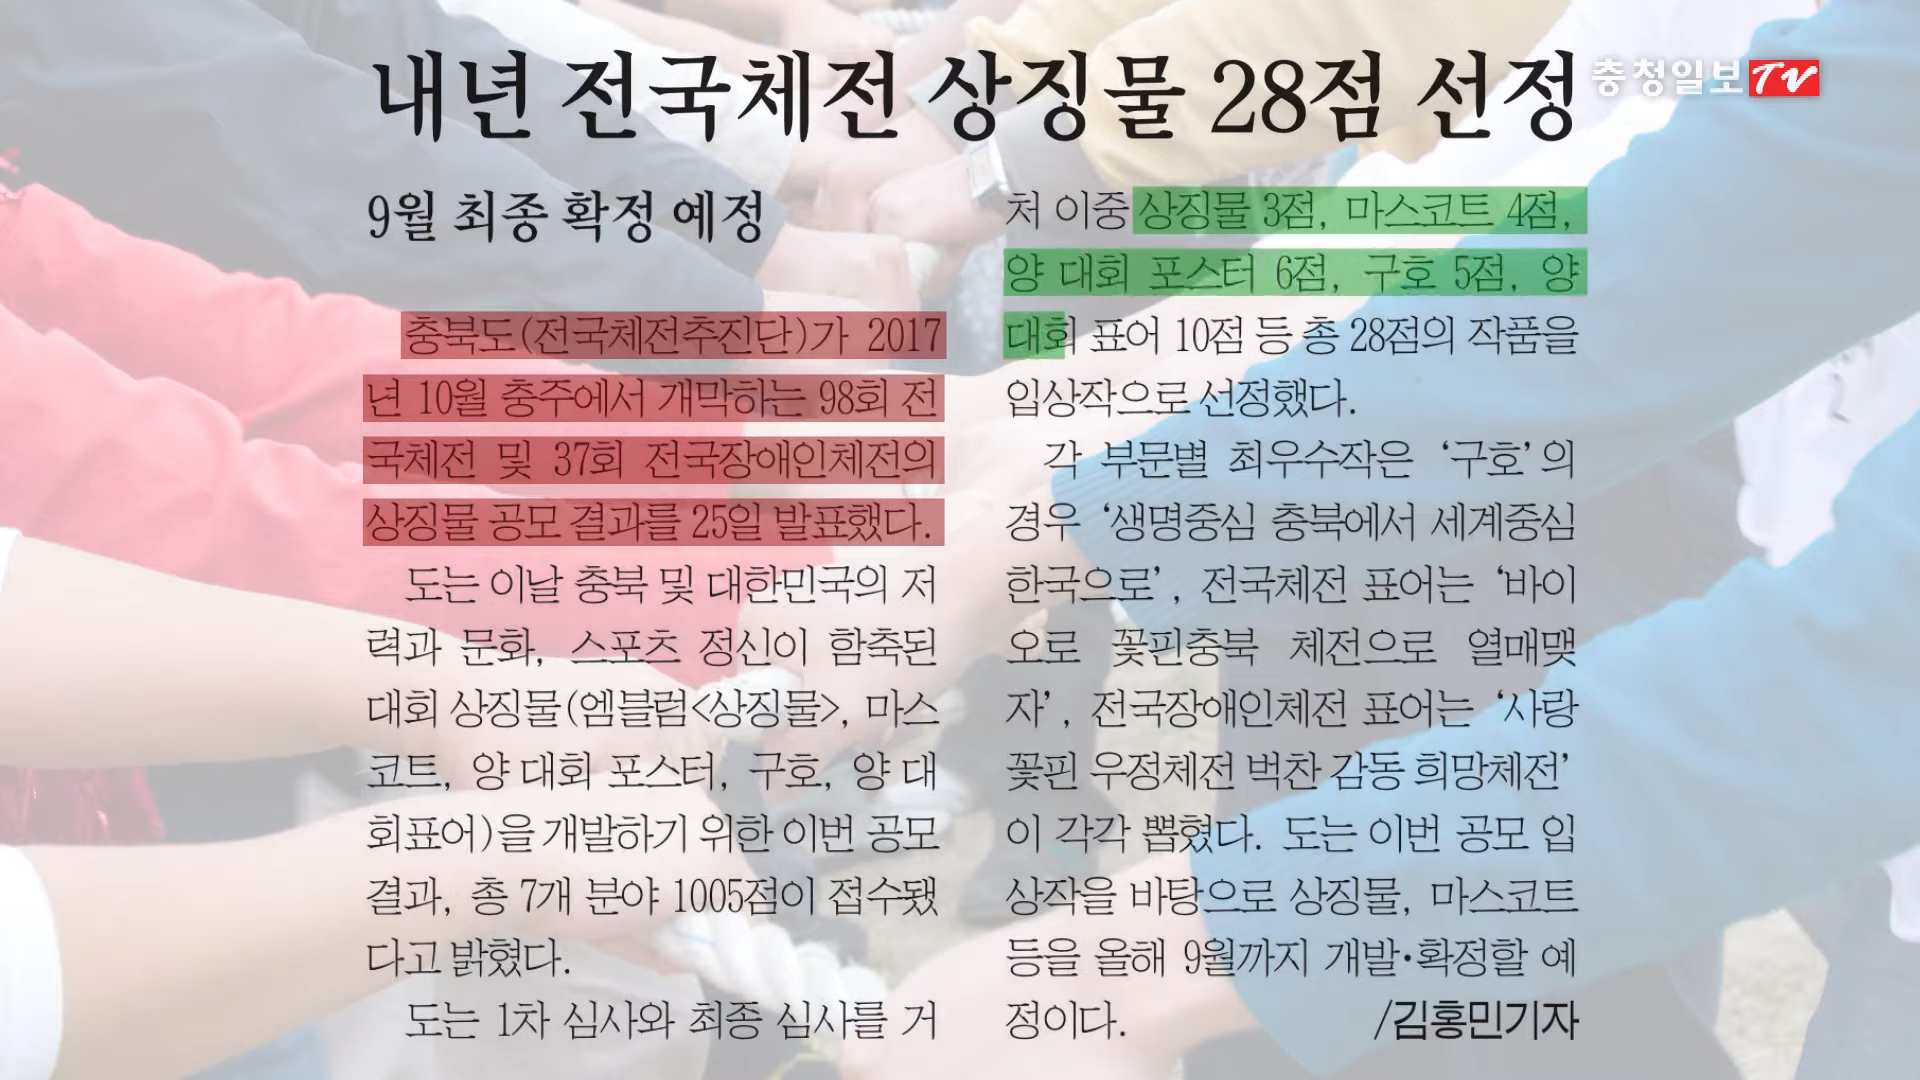 내년 전국체전 상징물 28점 선정
충청일보TV
9월 최종 확정 예정
충북도(전국체전추진단)가 2017
년 10월 충주에서 개막하는 98회 전
국체전 및 37회 전국장애인체전의
상징물 공모 결과를 25일 발표했다.
도는 이날 충북 및 대한민국의 저
력과 문화, 스포츠 정신이 함축된
대회 상징물(엠블럼<상징물>, 마스
코트, 양 대회 포스터, 구호, 양 대
회표어)을 개발하기 위한 이번 공모
결과, 총 7개 분야 1005점이 접수됐
다고 밝혔다.
도는 1차 심사와 최종 심사를 거
처 이중 상징물 3점, 마스코트 4점,
양 대회 포스터 6점, 구호 5점, 양
대회 표어 10점 등 총 28점의 작품을
입상작으로 선정했다.
각 부문별 최우수작은 ‘구호’의
경우 ‘생명중심 충북에서 세계중심
한국으로’, 전국체전 표어는 ‘바이
오로 꽃핀충북 체전으로 열매맺
자’, 전국장애인체전 표어는 ‘사랑
꽃핀 우정체전 벅찬 감동 희망체전’
이 각각 뽑혔다. 도는 이번 공모 입
상작을 바탕으로 상징물, 마스코트
등을 올해 9월까지 개발·확정할 예
정이다. /김홍민기자